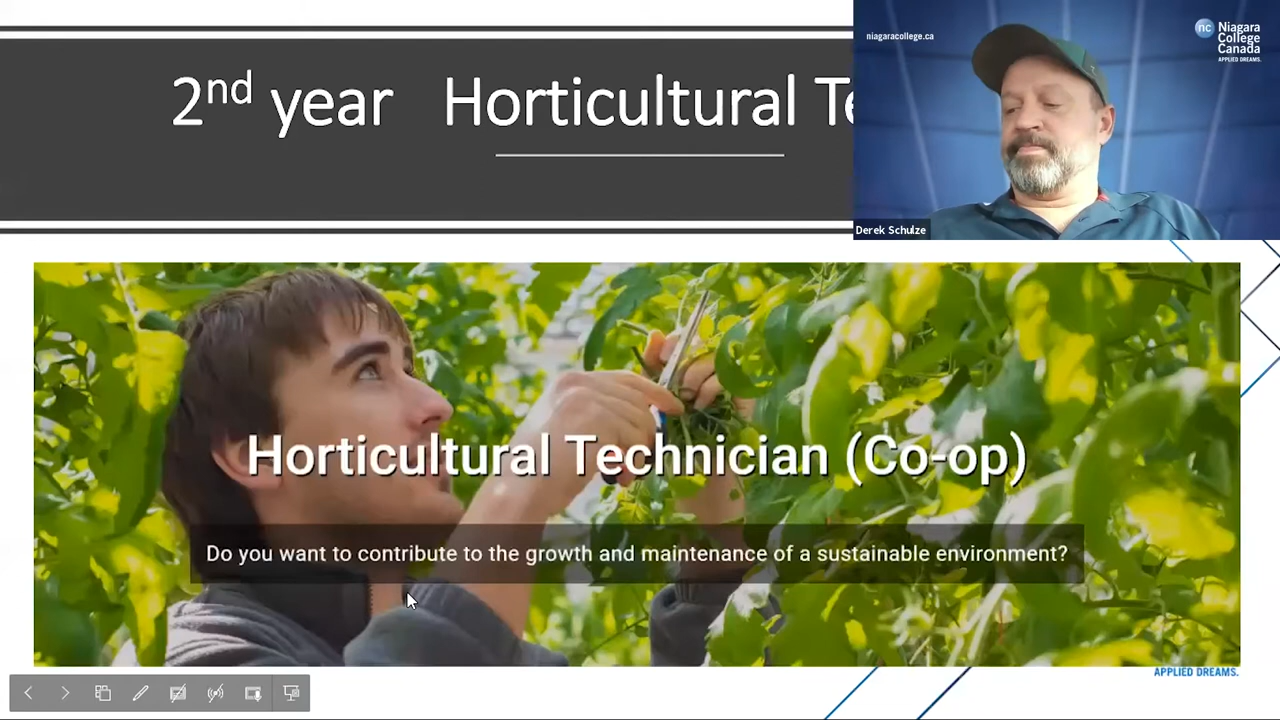 2nd year Horticultural Te
niagaracollege.ca
nc
Niagara
College
Canada
APPLIED DREAMS.
Derek Schulze
Horticultural Technician (Co-op)
Do you want to contribute to the growth and maintenance of a sustainable environment?
APPLIED DREAMS.